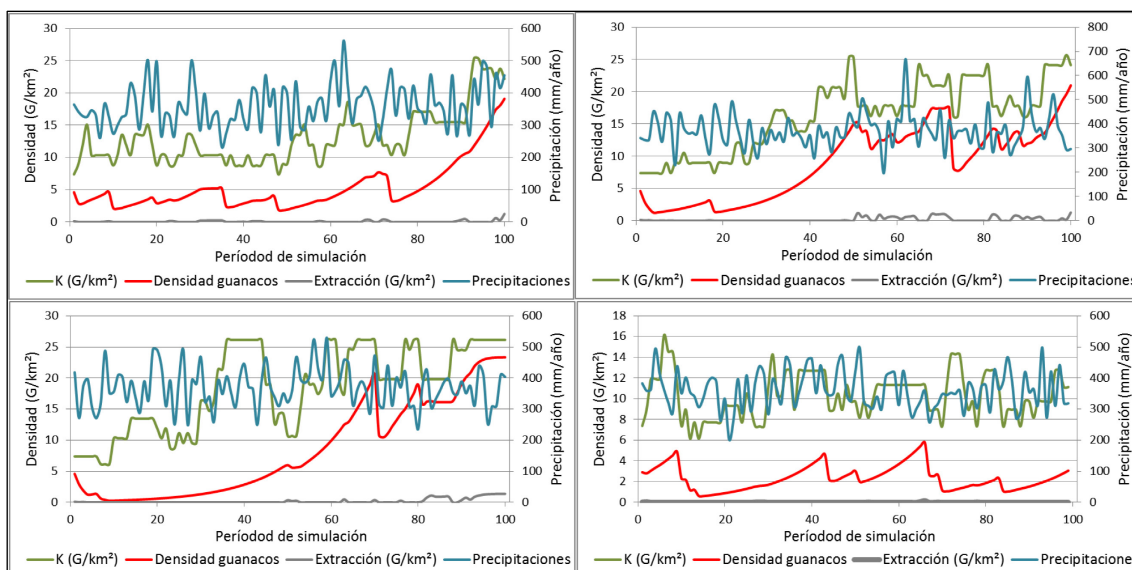 30 600
25 500
20 400
15 300
10 200
5 100
0 0
0 20 40 60 80 100
Densidad (G/km²)
Precipitación (mm/año)
Períodod de simulación
K (G/km²) Densidad guanacos Extracción (G/km²) Precipitaciones
30 800
25 700
20 600
15 500
10 400
5 300
0 200
100
0
0 20 40 60 80 100
Densidad (G/km²)
Precipitación (mm/año)
Períodod de simulación
K (G/km²) Densidad guanacos Extracción (G/km²) Precipitaciones
30 600
25 500
20 400
15 300
10 200
5 100
0 0
0 20 40 60 80 100
Densidad (G/km²)
Precipitación (mm/año)
Períodod de simulación
K (G/km²) Densidad guanacos Extracción (G/km²) Precipitaciones
18 600
16 500
14 400
12 300
10 200
8 100
6 0
4
2
0
0 20 40 60 80 100
Densidad (G/km²)
Precipitación (mm/año)
Períodod de simulación
K (G/km²) Densidad guanacos Extracción (G/km²) Precipitaciones